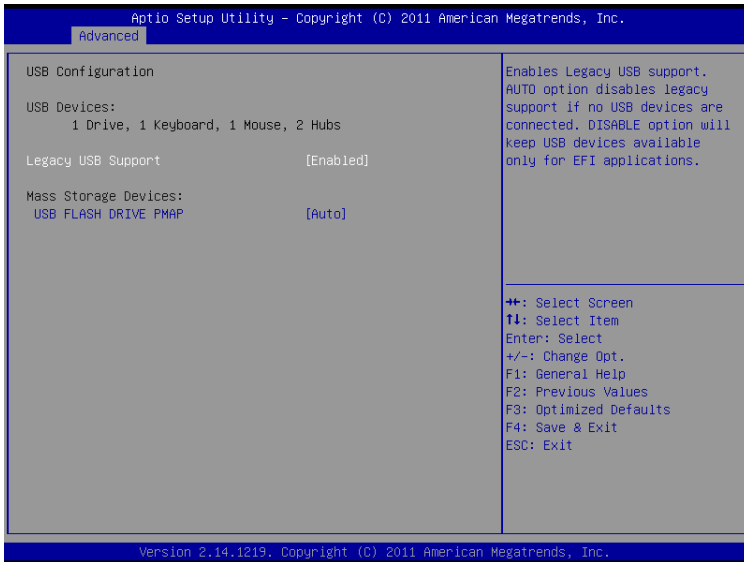 Aptio Setup Utility – Copyright (C) 2011 American Megatrends, Inc.
Advanced
USB Configuration
USB Devices:
1 Drive, 1 Keyboard, 1 Mouse, 2 Hubs
Legacy USB Support [Enabled]
Mass Storage Devices:
USB FLASH DRIVE PMAP [Auto]
Enables Legacy USB support.
AUTO option disables legacy
support if no USB devices are
connected. DISABLE option will
keep USB devices available
only for EFI applications.
→←: Select Screen
↑↓: Select Item
Enter: Select
+/-: Change Opt.
F1: General Help
F2: Previous Values
F3: Optimized Defaults
F4: Save & Exit
ESC: Exit
Version 2.14.1219. Copyright (C) 2011 American Megatrends, Inc.